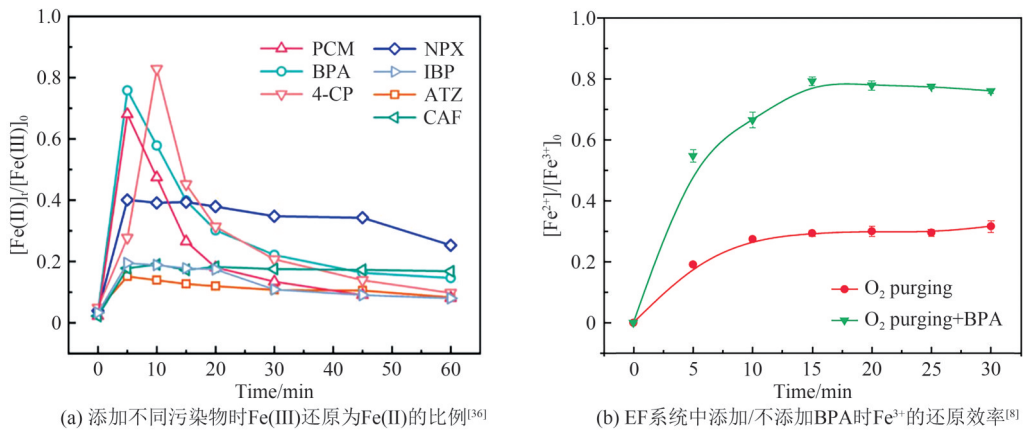 1.0
0.8
0.6
0.4
0.2
0
[Fe(II)]t/[Fe(III)]0
PCM
BPA
4-CP
NPX
IBP
ATZ
CAF
0 10 20 30 40 50 60
Time/min
(a) 添加不同污染物时Fe(III)还原为Fe(II)的比例[36]
1.0
0.8
0.6
0.4
0.2
0
[Fe2+]/[Fe3+]0
O2 purging
O2 purging+BPA
0 5 10 15 20 25 30
Time/min
(b) EF系统中添加/不添加BPA时Fe3+的还原效率[8]